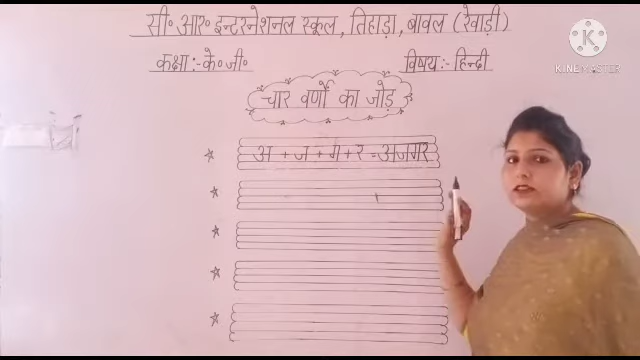 सी॰ आर॰ इन्टरनेशनल स्कूल, तिहाड़ा, बावल (रेवाड़ी)
कक्षा :- के॰ जी॰ विषय:- हिन्दी
चार वर्णो का जोड़
अ + ज + ग + र = अजगर
KINEMASTER